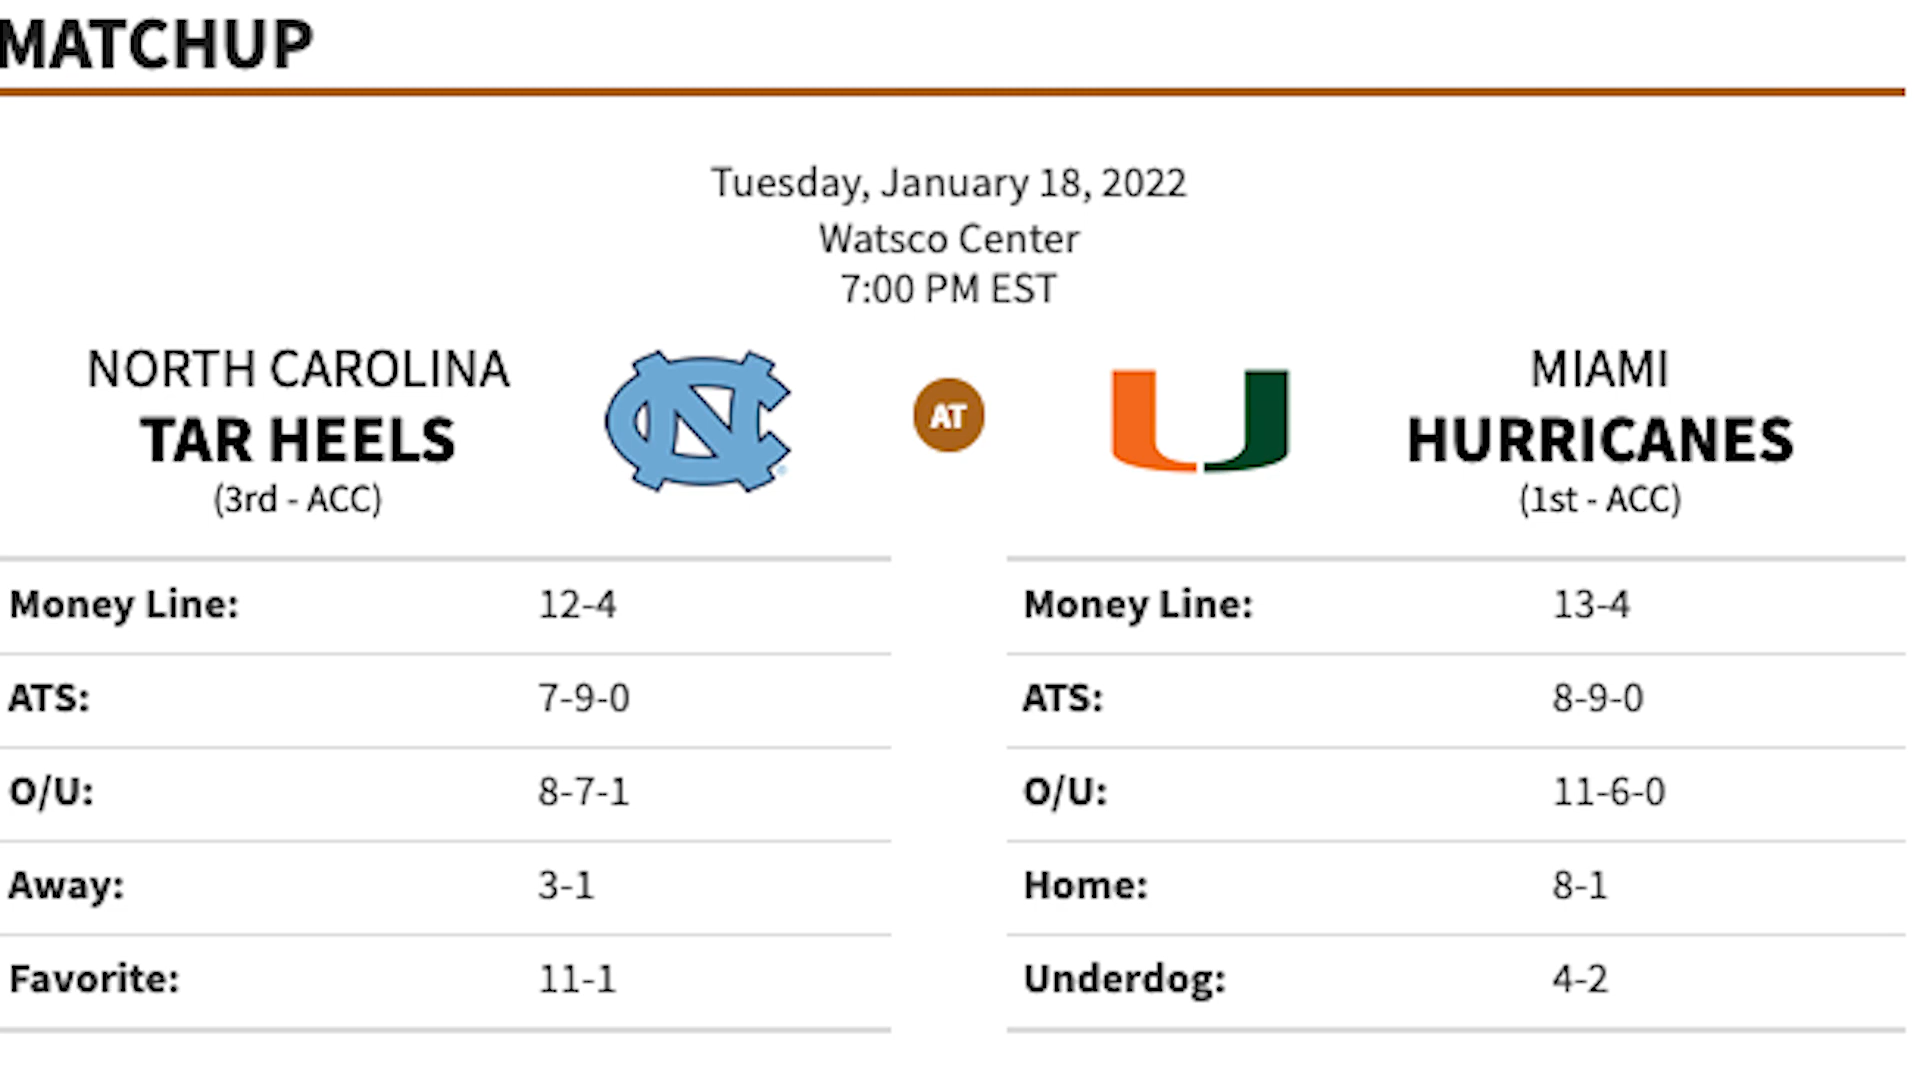 MATCHUP
Tuesday, January 18, 2022
Watsco Center
7:00 PM EST
NORTH CAROLINA
TAR HEELS
(3rd - ACC)
NC
AT
U
MIAMI
HURRICANES
(1st - ACC)
Money Line: 12-4
ATS: 7-9-0
O/U: 8-7-1
Away: 3-1
Favorite: 11-1
Money Line: 13-4
ATS: 8-9-0
O/U: 11-6-0
Home: 8-1
Underdog: 4-2